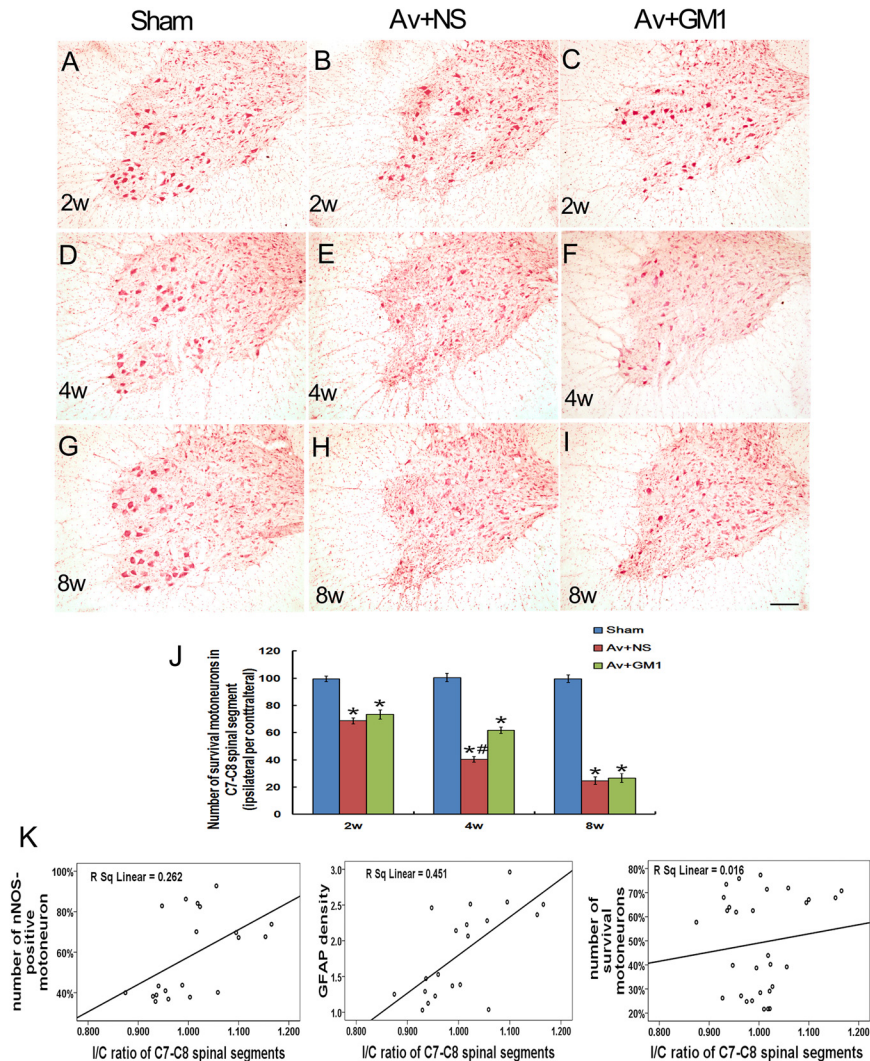 Sham Av+NS Av+GM1
A B C
2w 2w 2w
D E F
4w 4w 4w
G H I
8w 8w 8w
J
Sham
Av+NS
Av+GM1
Number of survival motoneurons in
C7-C8 spinal segment
(ipsilateral per conttralteral)
120
100
80
60
40
20
0
* * *# * * *
2w 4w 8w
K
number of nNOS-
positive
motoneuron
100%
80%
60%
40%
R Sq Linear = 0.262
0.800 0.900 1.000 1.100 1.200
I/C ratio of C7-C8 spinal segments
GFAP density
3.0
2.5
2.0
1.5
1.0
R Sq Linear = 0.451
0.800 0.900 1.000 1.100 1.200
I/C ratio of C7-C8 spinal segments
number of
survival
motoneurons
80%
70%
60%
50%
40%
30%
20%
R Sq Linear = 0.016
0.800 0.900 1.000 1.100 1.200
I/C ratio of C7-C8 spinal segments